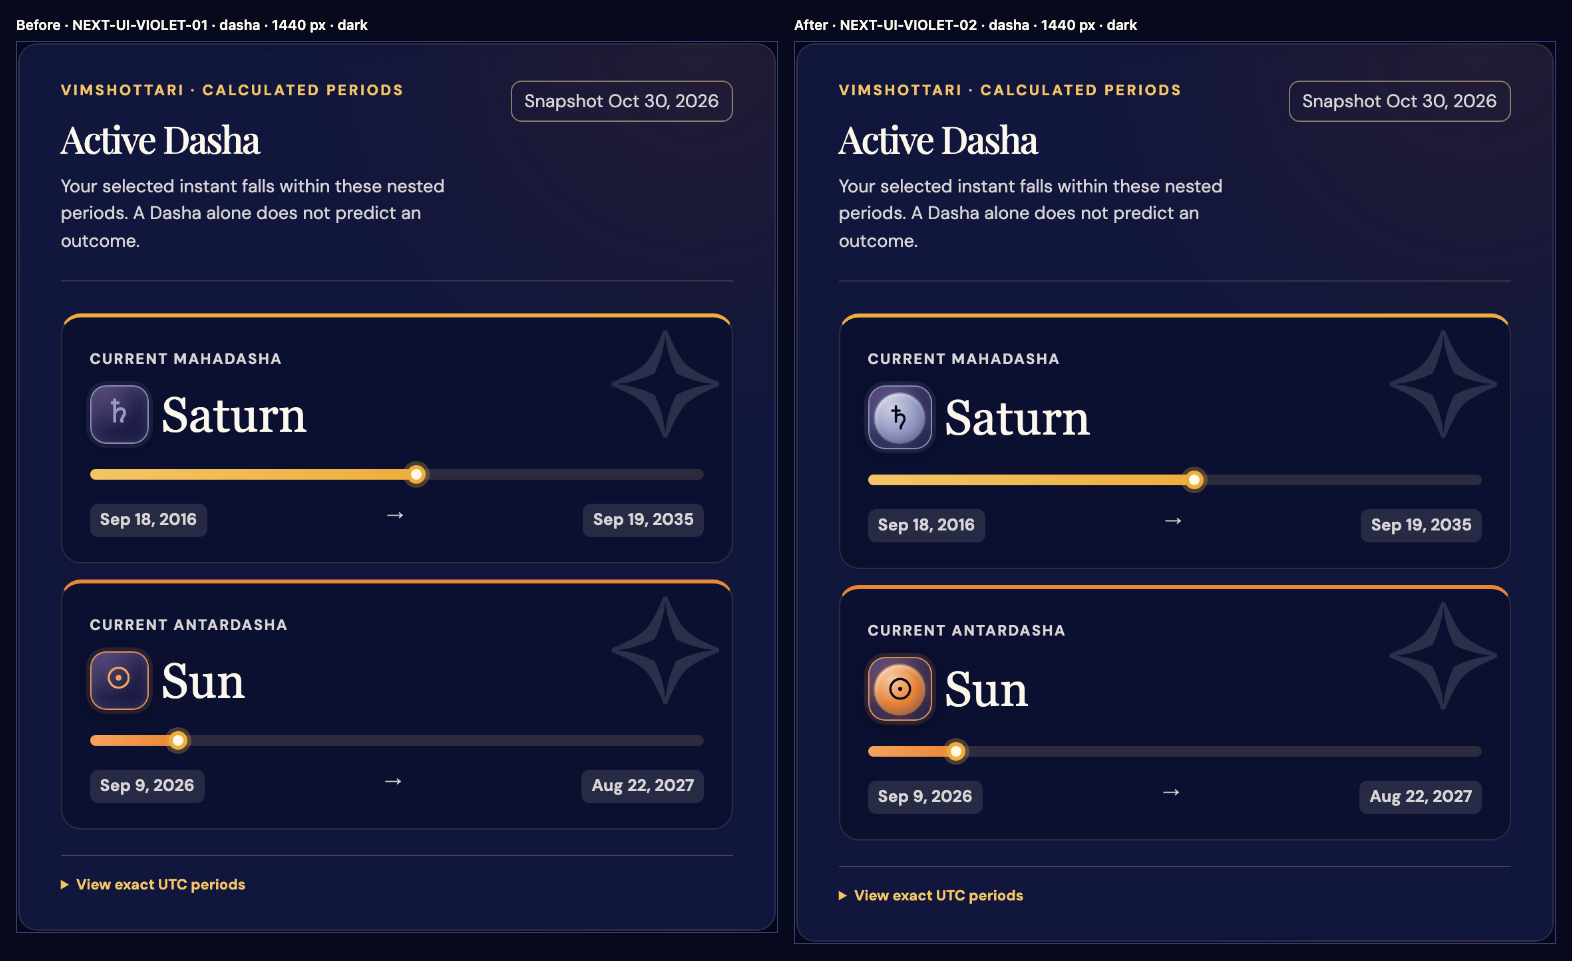 Before · NEXT-UI-VIOLET-01 · dasha · 1440 px · dark
VIMSHOTTARI · CALCULATED PERIODS
Snapshot Oct 30, 2026
Active Dasha
Your selected instant falls within these nested
periods. A Dasha alone does not predict an
outcome.
CURRENT MAHADASHA
♄ Saturn
Sep 18, 2016 → Sep 19, 2035
CURRENT ANTARDASHA
☉ Sun
Sep 9, 2026 → Aug 22, 2027
▶ View exact UTC periods
After · NEXT-UI-VIOLET-02 · dasha · 1440 px · dark
VIMSHOTTARI · CALCULATED PERIODS
Snapshot Oct 30, 2026
Active Dasha
Your selected instant falls within these nested
periods. A Dasha alone does not predict an
outcome.
CURRENT MAHADASHA
♄ Saturn
Sep 18, 2016 → Sep 19, 2035
CURRENT ANTARDASHA
☉ Sun
Sep 9, 2026 → Aug 22, 2027
▶ View exact UTC periods